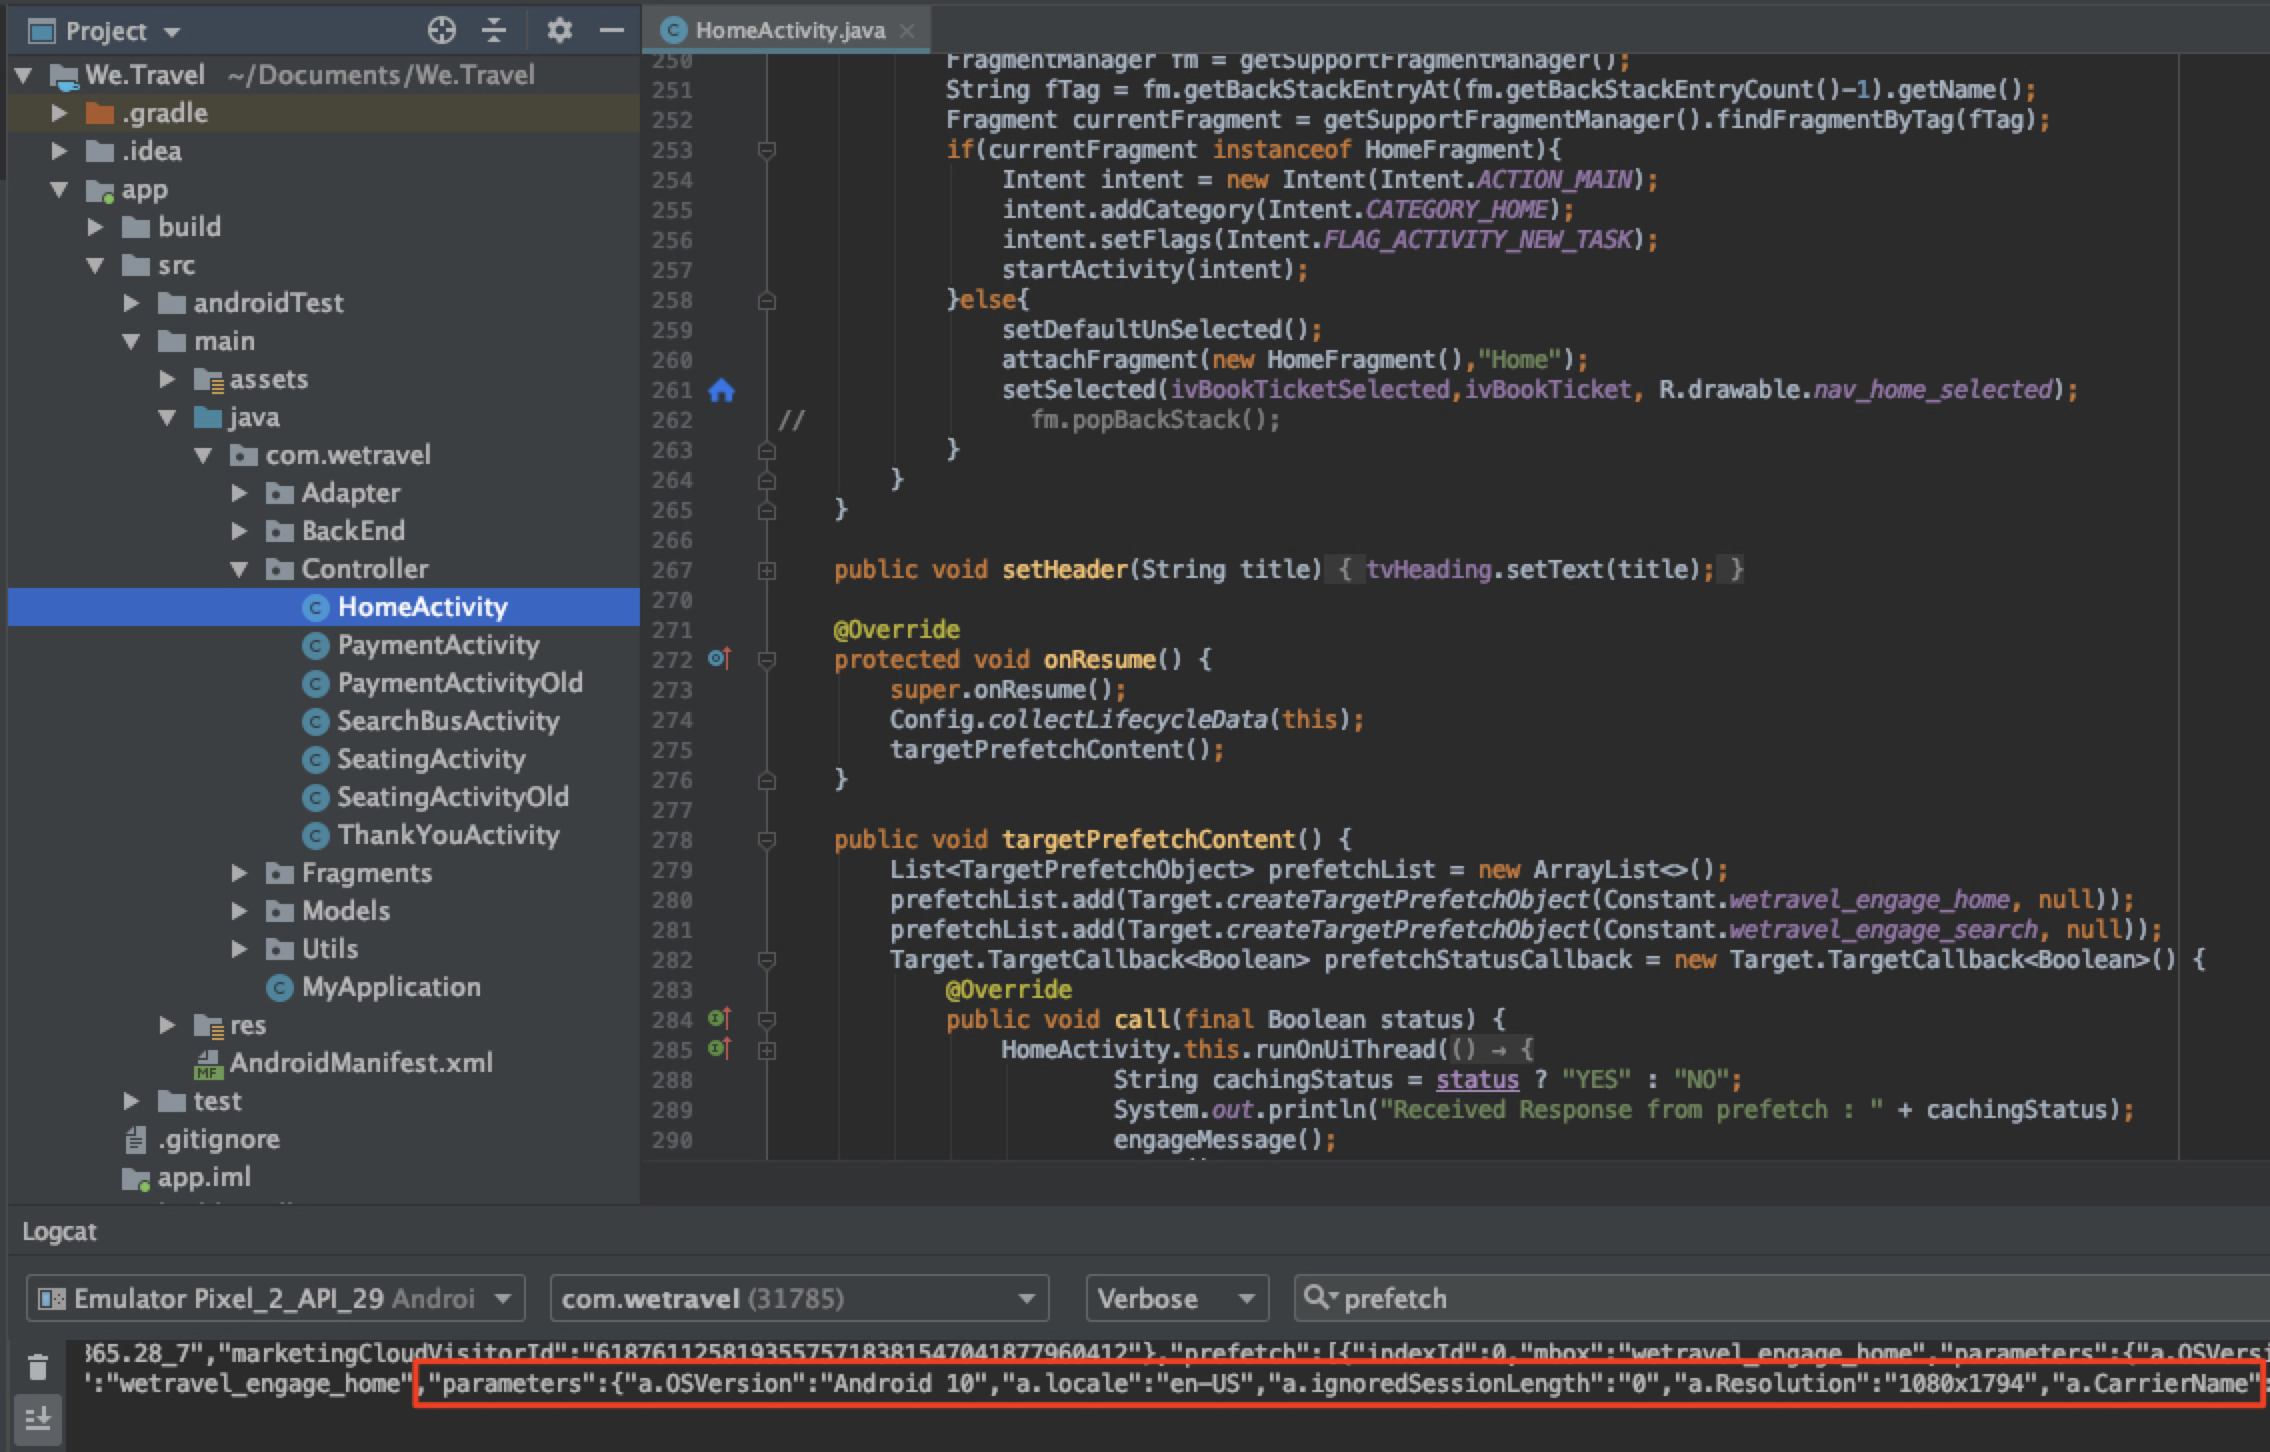 Project
HomeActivity.java
We.Travel ~/Documents/We.Travel
.gradle
.idea
app
build
src
androidTest
main
assets
java
com.wetravel
Adapter
BackEnd
Controller
HomeActivity
PaymentActivity
PaymentActivityOld
SearchBusActivity
SeatingActivity
SeatingActivityOld
ThankYouActivity
Fragments
Models
Utils
MyApplication
res
AndroidManifest.xml
test
.gitignore
app.iml
250 FragmentManager fm = getSupportFragmentManager();
251 String fTag = fm.getBackStackEntryAt(fm.getBackStackEntryCount()-1).getName();
252 Fragment currentFragment = getSupportFragmentManager().findFragmentByTag(fTag);
253 if(currentFragment instanceof HomeFragment){
254 Intent intent = new Intent(Intent.ACTION_MAIN);
255 intent.addCategory(Intent.CATEGORY_HOME);
256 intent.setFlags(Intent.FLAG_ACTIVITY_NEW_TASK);
257 startActivity(intent);
258 }else{
259 setDefaultUnSelected();
260 attachFragment(new HomeFragment(),"Home");
261 setSelected(ivBookTicketSelected,ivBookTicket, R.drawable.nav_home_selected);
262 // fm.popBackStack();
263 }
264 }
265 }
266
267 public void setHeader(String title) { tvHeading.setText(title); }
270
271 @Override
272 protected void onResume() {
273 super.onResume();
274 Config.collectLifecycleData(this);
275 targetPrefetchContent();
276 }
277
278 public void targetPrefetchContent() {
279 List<TargetPrefetchObject> prefetchList = new ArrayList<>();
280 prefetchList.add(Target.createTargetPrefetchObject(Constant.wetravel_engage_home, null));
281 prefetchList.add(Target.createTargetPrefetchObject(Constant.wetravel_engage_search, null));
282 Target.TargetCallback<Boolean> prefetchStatusCallback = new Target.TargetCallback<Boolean>() {
283 @Override
284 public void call(final Boolean status) {
285 HomeActivity.this.runOnUiThread(() → {
288 String cachingStatus = status ? "YES" : "NO";
289 System.out.println("Received Response from prefetch : " + cachingStatus);
290 engageMessage();
Logcat
Emulator Pixel_2_API_29 Androi
com.wetravel (31785)
Verbose
prefetch
365.28_7","marketingCloudVisitorId":"61876112581935575718381547041877960412"},"prefetch":[{"indexId":0,"mbox":"wetravel_engage_home","parameters":{"a.OSVersi
":"wetravel_engage_home","parameters":{"a.OSVersion":"Android 10","a.locale":"en-US","a.ignoredSessionLength":"0","a.Resolution":"1080x1794","a.CarrierName":